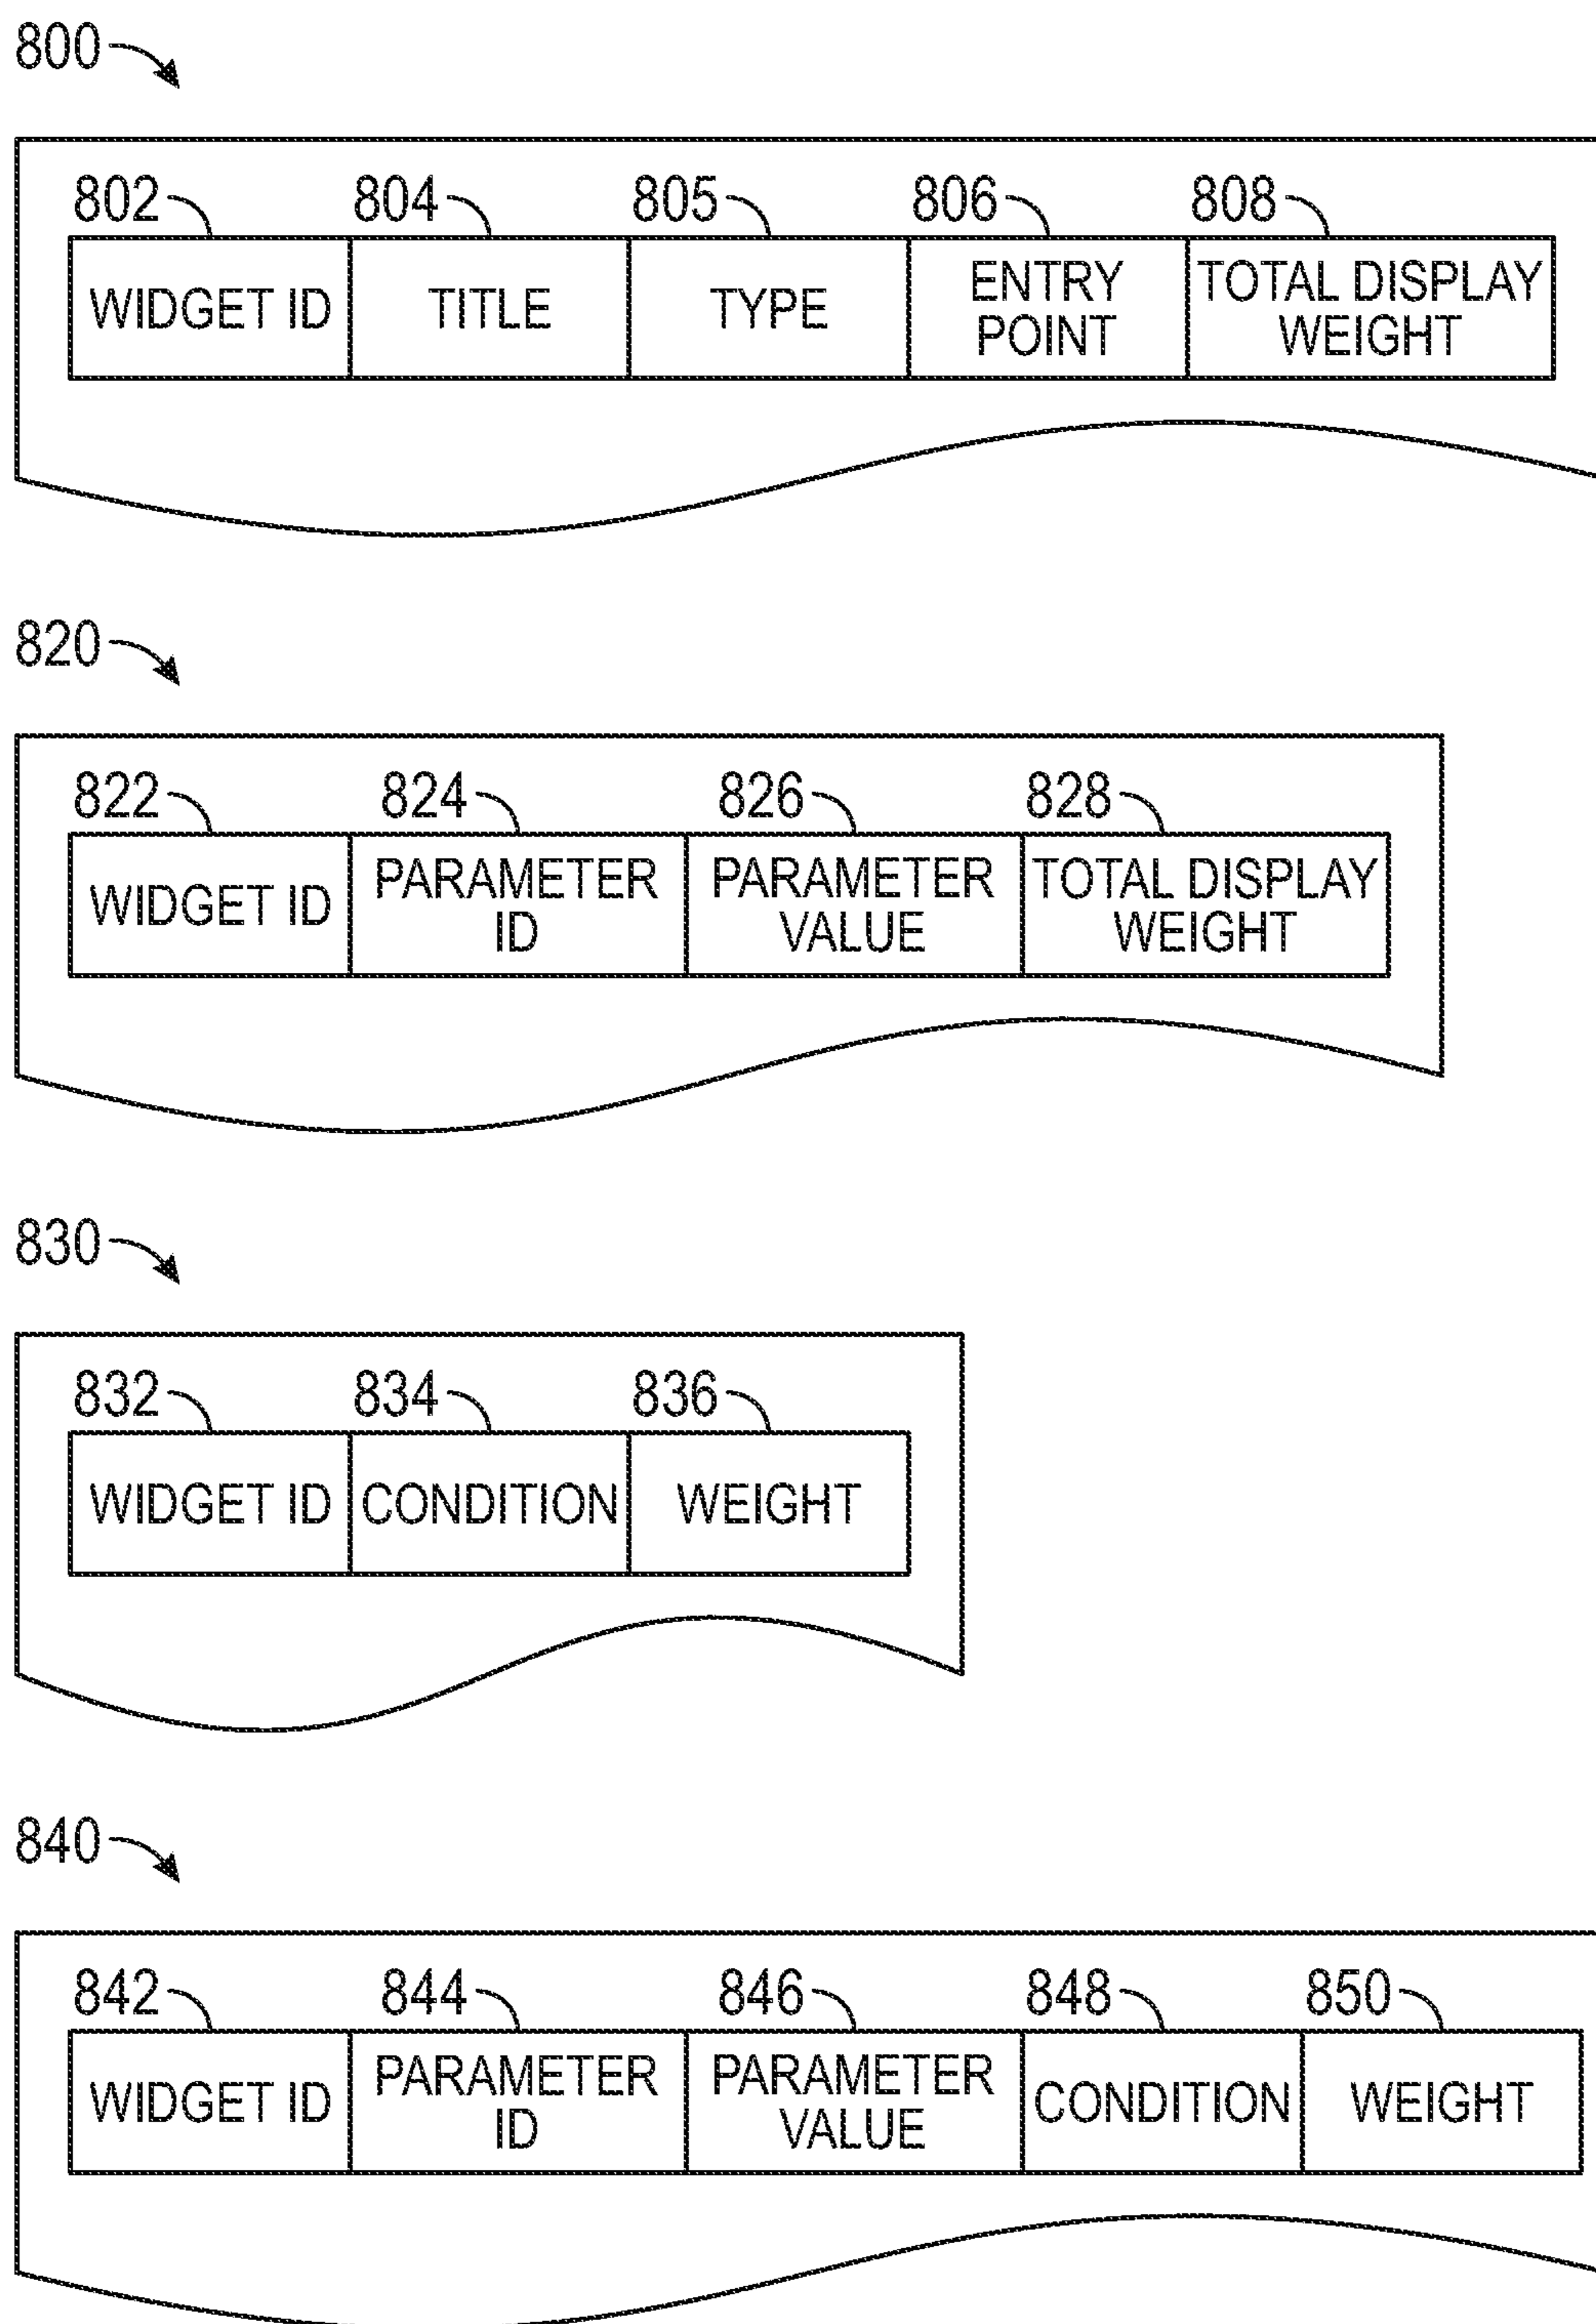 800
802 804 805 806 808
WIDGET ID TITLE TYPE ENTRY POINT TOTAL DISPLAY WEIGHT
820
822 824 826 828
WIDGET ID PARAMETER ID PARAMETER VALUE TOTAL DISPLAY WEIGHT
830
832 834 836
WIDGET ID CONDITION WEIGHT
840
842 844 846 848 850
WIDGET ID PARAMETER ID PARAMETER VALUE CONDITION WEIGHT